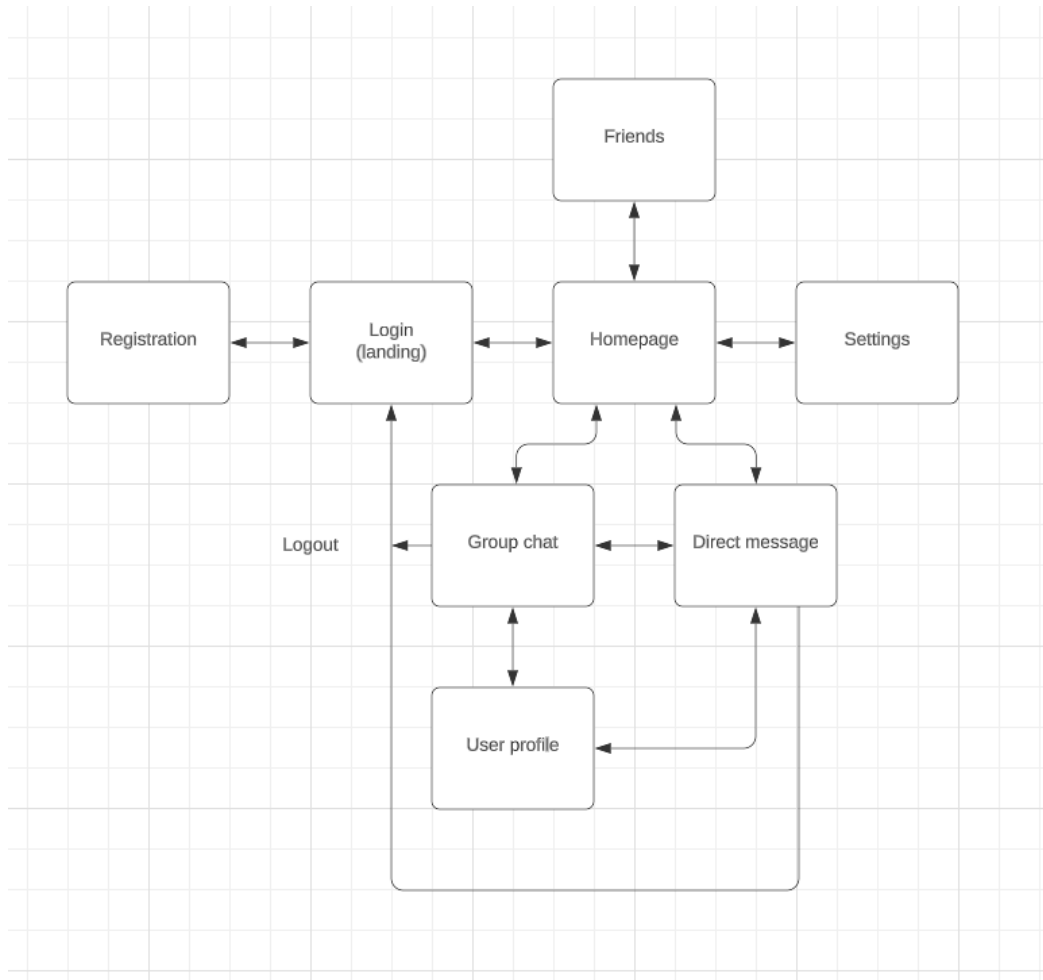 Friends
Registration
Login
(landing)
Homepage
Settings
Logout
Group chat
Direct message
User profile